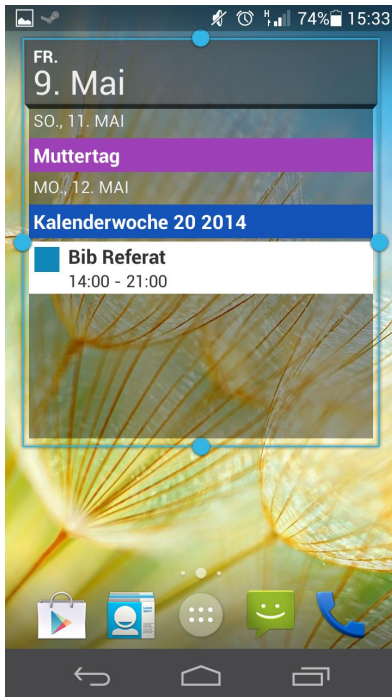 H 74% 15:33
FR.
9. Mai
SO., 11. MAI
Muttertag
MO., 12. MAI
Kalenderwoche 20 2014
Bib Referat
14:00 - 21:00